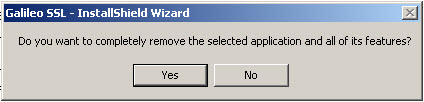 Galileo SSL - InstallShield Wizard
Do you want to completely remove the selected application and all of its features?
Yes No